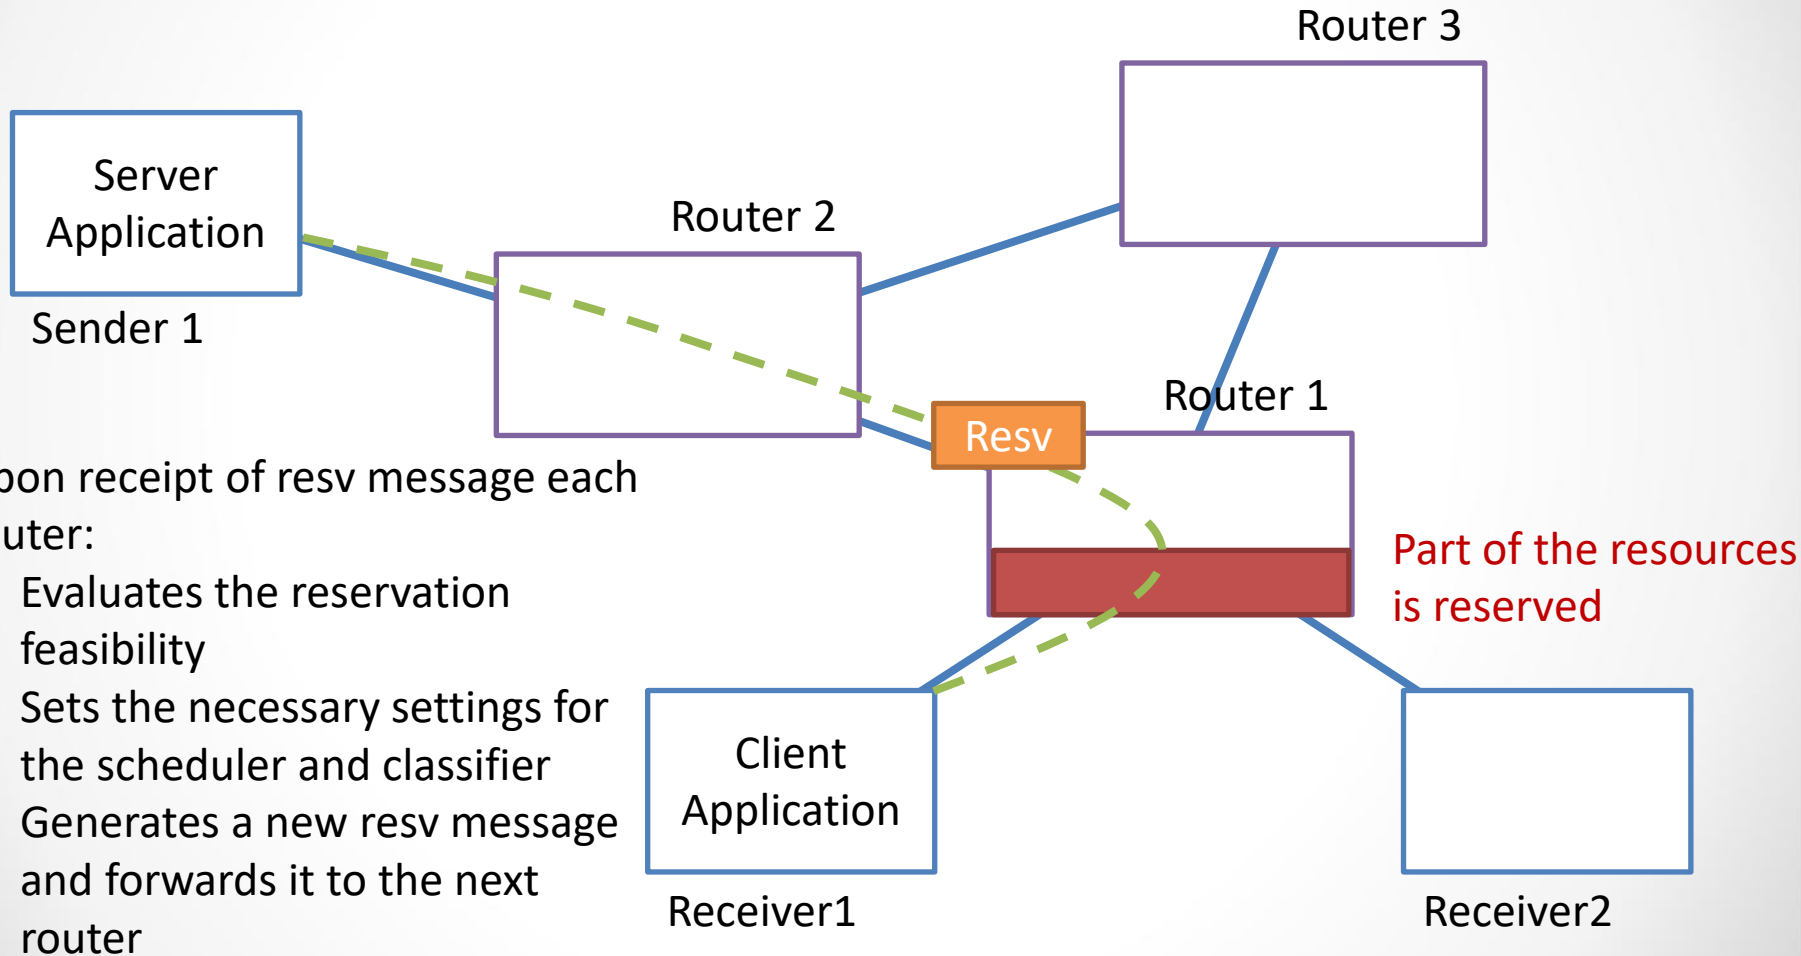 Router 3
Server
Application
Router 2
Sender 1
Router 1
Resv
pon receipt of resv message each
uter:
Evaluates the reservation
feasibility
Sets the necessary settings for
the scheduler and classifier
Generates a new resv message
and forwards it to the next
router
Part of the resources
is reserved
Client
Application
Receiver1
Receiver2